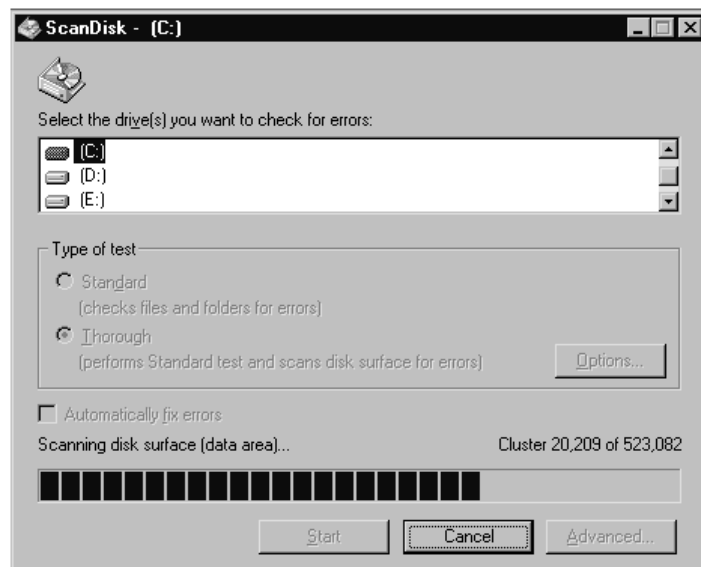 ScanDisk - (C:)
Select the drive(s) you want to check for errors:
(C:)
(D:)
(E:)
Type of test
Standard
(checks files and folders for errors)
Thorough
(performs Standard test and scans disk surface for errors)
Options...
Automatically fix errors
Scanning disk surface (data area)... Cluster 20,209 of 523,082
Start Cancel Advanced...